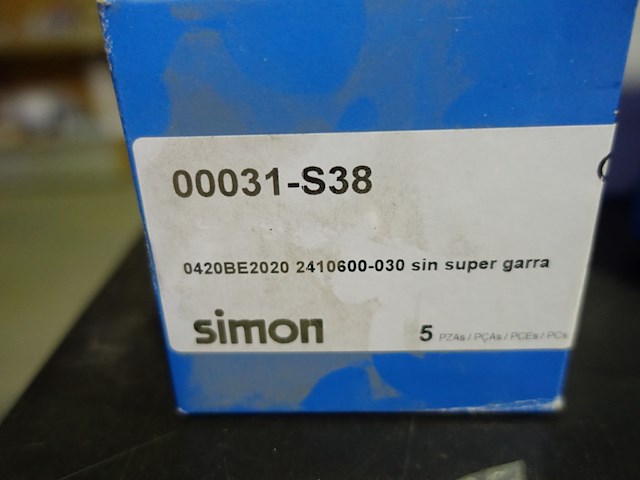 00031-S38
0420BE2020 2410600-030 sin super garra
simon
5 PZAs / PÇAs / PCEs / PCs